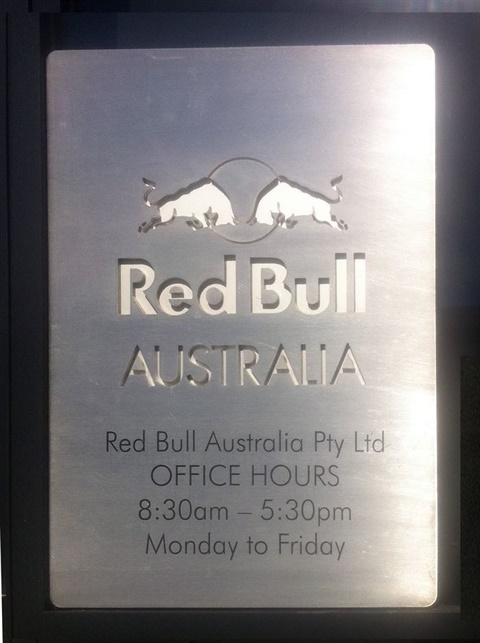 Red Bull
AUSTRALIA
Red Bull Australia Pty Ltd
OFFICE HOURS
8:30am – 5:30pm
Monday to Friday